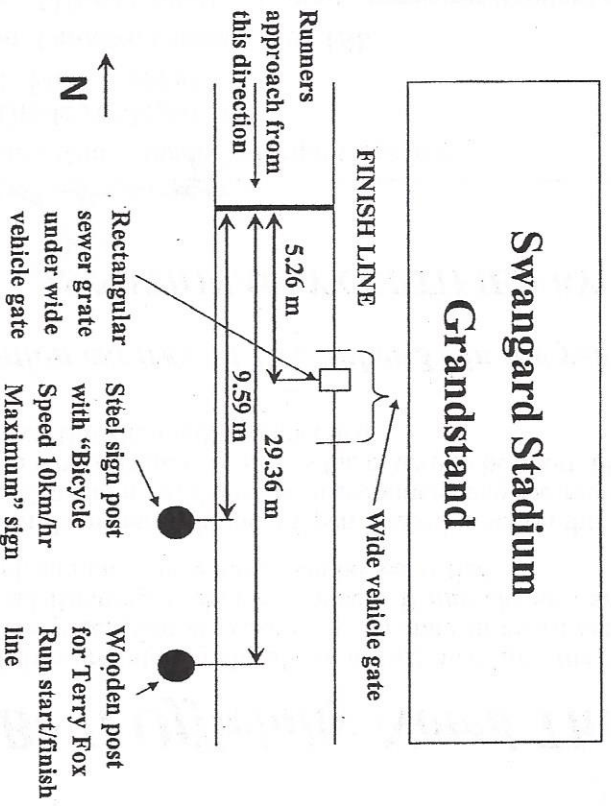 Swangard Stadium
Grandstand
Wide vehicle gate
FINISH LINE
Runners
approach from
this direction
5.26 m
29.36 m
9.59 m
N
Rectangular
sewer grate
under wide
vehicle gate
Steel sign post
with "Bicycle
Speed 10km/hr
Maximum" sign
Wooden post
for Terry Fox
Run start/finish
line